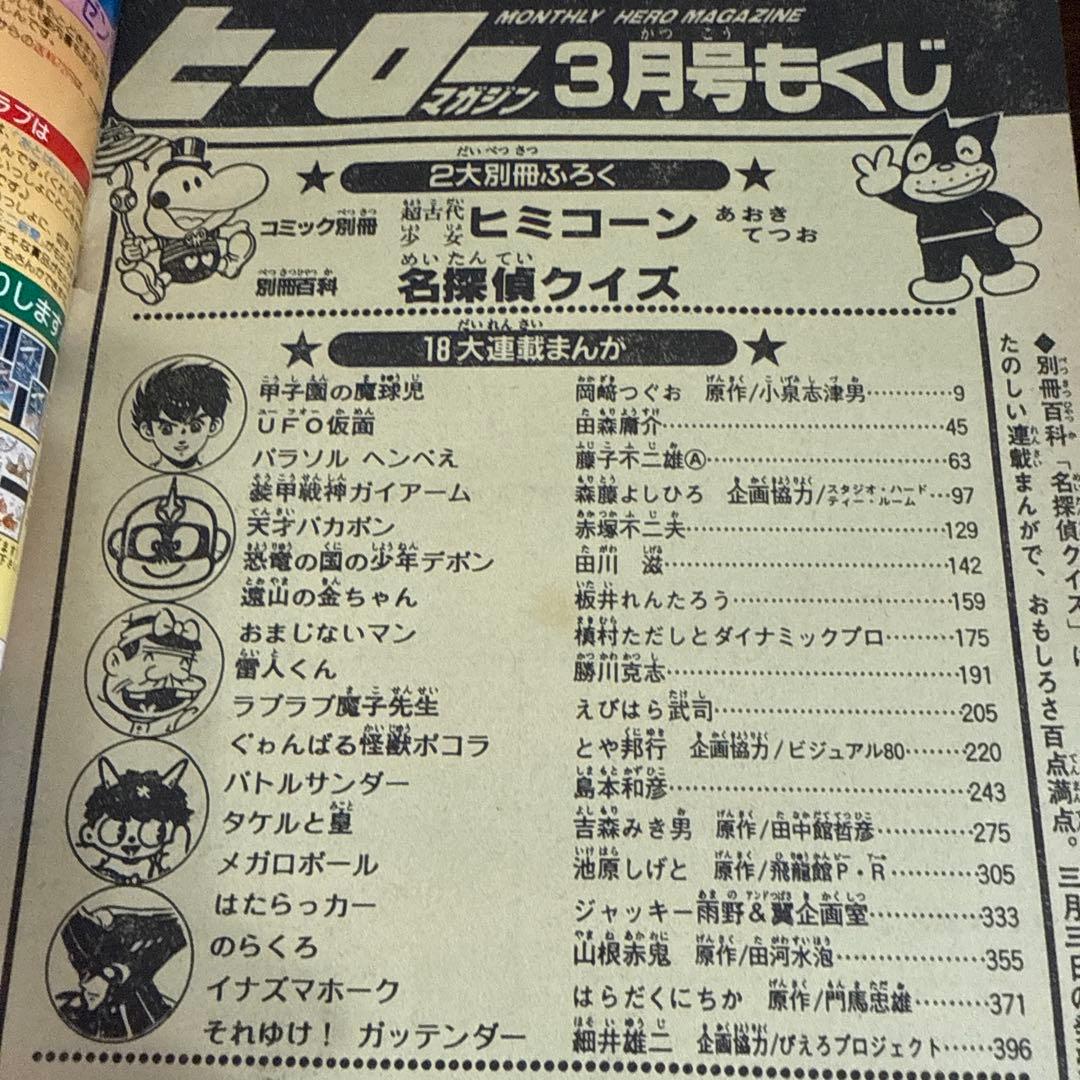 MONTHLY HERO MAGAZINE
ヒーローマガジン 3月号もくじ
★2大別冊ふろく★
コミック別冊 超古代少女ヒミコーン あおきてつお
別冊百科 名探偵クイズ
★18大連載まんが★
甲子園の魔球児 岡崎つぐお 原作/小泉志津男 9
UFO仮面 田森庸介 45
パラソル ヘンべえ 藤子不二雄Ⓐ 63
装甲戦神ガイアーム 森藤よしひろ 企画協力/スタジオ・ハードティー・ルーム 97
天才バカボン 赤塚不二夫 129
恐竜の国の少年デボン 田川 滋 142
遠山の金ちゃん 板井れんたろう 159
おまじないマン 槙村ただしとダイナミックプロ 175
雷人くん 勝川克志 191
ラブラブ魔子先生 えびはら武司 205
ぐゎんばる怪獣ポコラ とや邦行 企画協力/ビジュアル80 220
バトルサンダー 島本和彦 243
タケルと皇 吉森みき男 原作/田中館哲彦 275
メガロボール 池原しげと 原作/飛龍館P・R 305
はたらっカー ジャッキー雨野&翼企画室 333
のらくろ 山根赤鬼 原作/田河水泡 355
イナズマホーク はらだくにちか 原作/門馬忠雄 371
それゆけ! ガッテンダー 細井雄二 企画協力/ぴえろプロジェクト 396
◆別冊百科「名探偵クイズ」
たのしい連載まんがで、おもしろさ百点満点。三月三日の
ラブは
りします